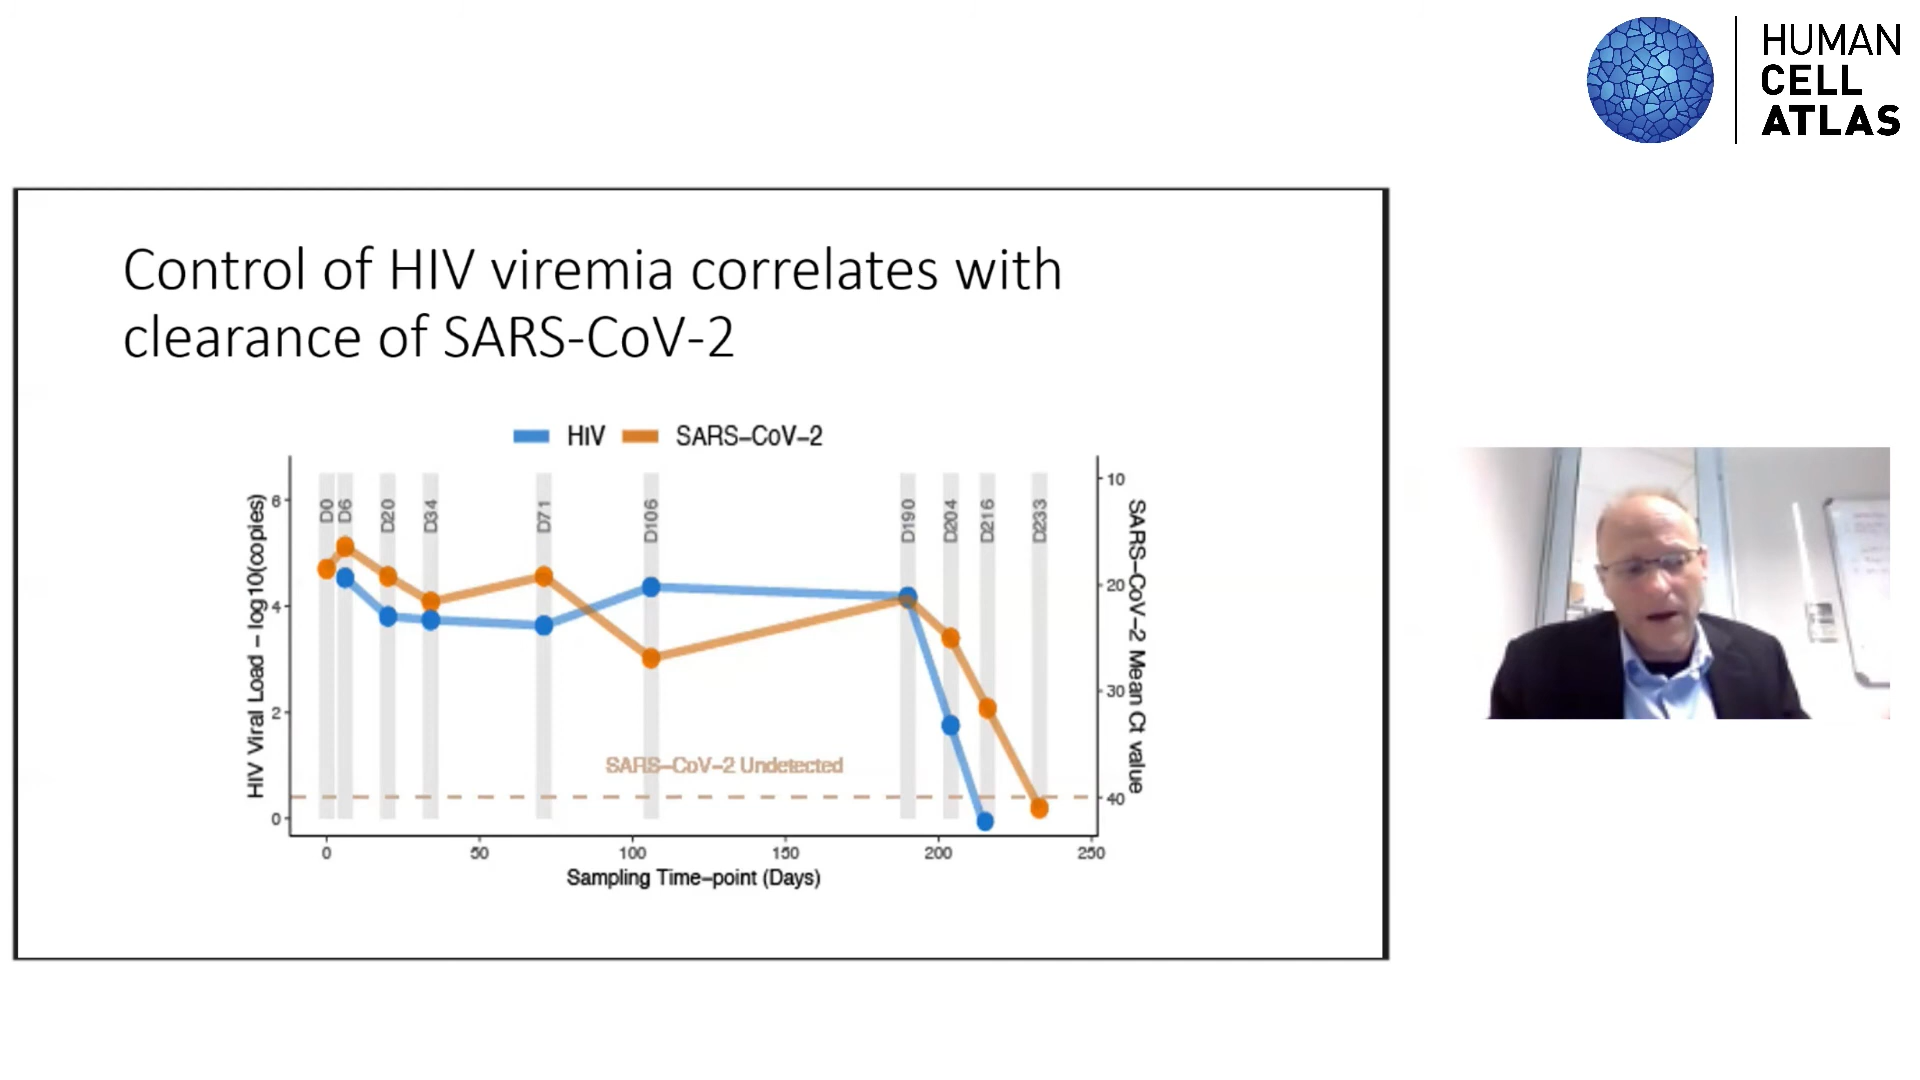 HUMAN
CELL
ATLAS
Control of HIV viremia correlates with
clearance of SARS-CoV-2
HIV SARS-CoV-2
HIV Viral Load - log10(copies)
6
4
2
0
D0
D6
D20
D34
D71
D106
D190
D204
D216
D233
SARS-CoV-2 Undetected
10
20
30
40
SARS-CoV-2 Mean Ct value
0 50 100 150 200 250
Sampling Time-point (Days)